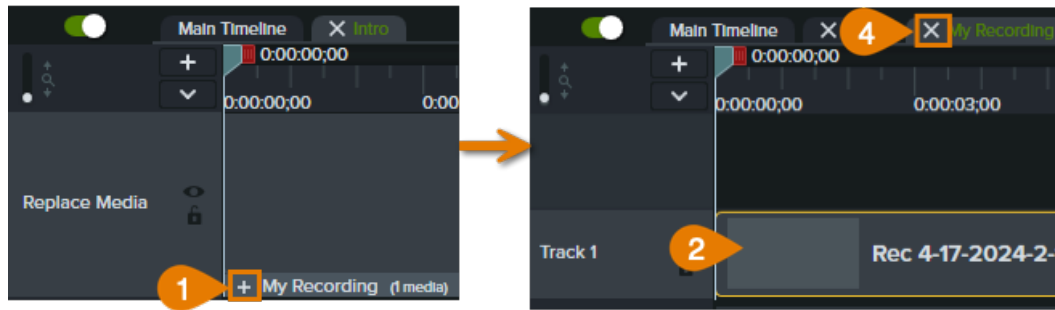 Main Timeline
Intro
0:00:00;00
0:00:00;00
0:00
Replace Media
1
My Recording (1 media)
Main Timeline
4
My Recording
0:00:00;00
0:00:00;00
0:00:03;00
Track 1
2
Rec 4-17-2024-2-